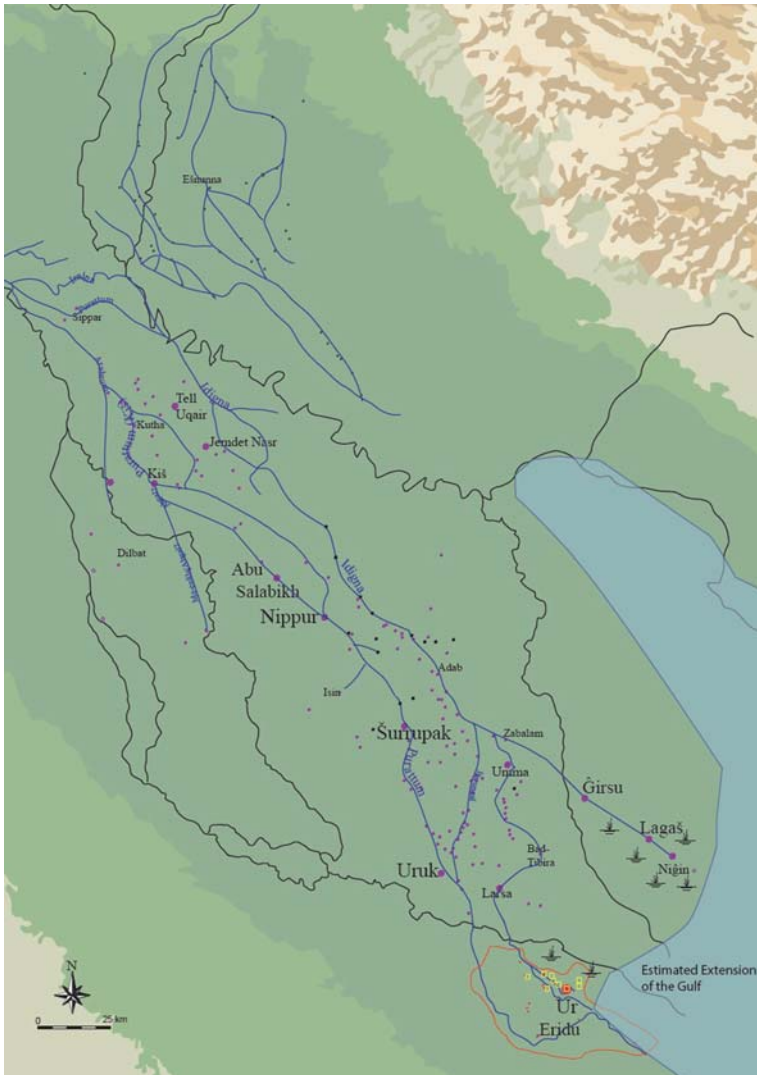 Ešnunna
Sippar
Tell
Uqair
Idigna
Kutha
Jemdet Nasr
Kiš
Dilbat
Abu
Salabikh
Idigna
Nippur
Adab
Isin
Šuruppak
Zabalam
Umma
Ĝirsu
Lagaš
Bad-
Tibira
Niĝin
Uruk
Larsa
Estimated Extension
of the Gulf
N
Ur
Eridu
0 25 km